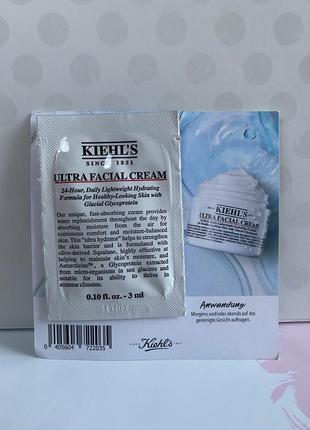 KIEHL'S
SINCE 1851
ULTRA FACIAL CREAM
24-Hour, Daily Lightweight Hydrating
Formula for Healthy-Looking Skin with
Glacial Glycoprotein
Our unique, fast-absorbing cream provides
water replenishment throughout the day by
absorbing moisture from the air for
continuous comfort and moisture-balanced
skin. This "ultra hydrator" helps to strengthen
the skin barrier and is formulated with
olive-derived Squalane, highly effective at
helping to maintain skin's moisture, and
Antarcticine™, a Glycoprotein extracted
from micro-organisms in sea glaciers and
notable for its ability to thrive in
extreme climates.
0.10 fl. oz. - 3 ml
KIEHL'S
ULTRA FACIAL CREAM
Anwendung:
Morgens und/oder abends auf das
gereinigte Gesicht auftragen.
0 405604 722035
SINCE Kiehl's 1851